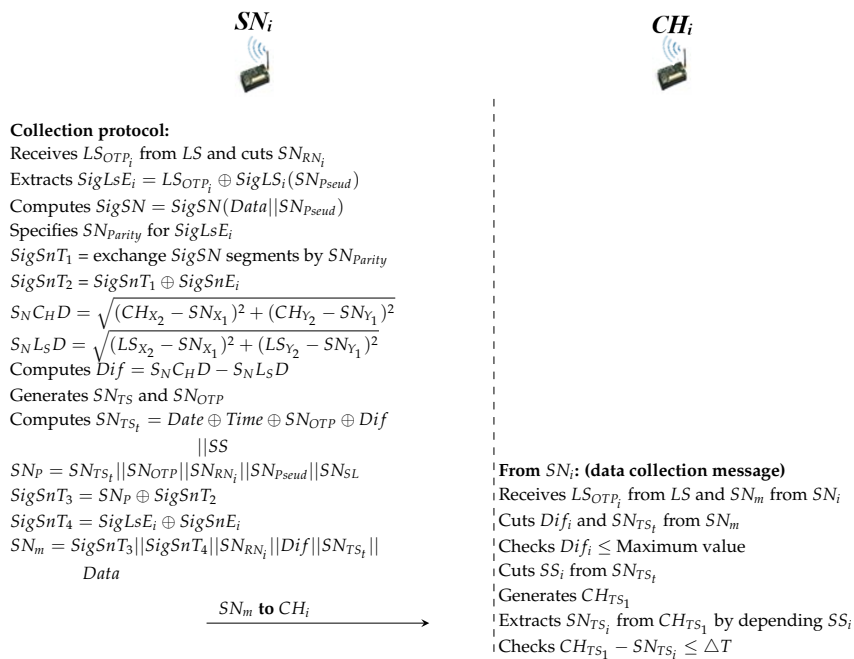 SN_i
CH_i
Collection protocol:
Receives LS_{OTP_i} from LS and cuts SN_{RN_i}
Extracts SigLsE_i = LS_{OTP_i} ⊕ SigLS_i(SN_{Pseud})
Computes SigSN = SigSN(Data||SN_{Pseud})
Specifies SN_{Parity} for SigLsE_i
SigSnT_1 = exchange SigSN segments by SN_{Parity}
SigSnT_2 = SigSnT_1 ⊕ SigSnE_i
S_NC_HD = √((CH_{X_2} − SN_{X_1})^2 + (CH_{Y_2} − SN_{Y_1})^2)
S_NL_SD = √((LS_{X_2} − SN_{X_1})^2 + (LS_{Y_2} − SN_{Y_1})^2)
Computes Dif = S_NC_HD − S_NL_SD
Generates SN_{TS} and SN_{OTP}
Computes SN_{TS_t} = Date ⊕ Time ⊕ SN_{OTP} ⊕ Dif
||SS
SN_P = SN_{TS_t}||SN_{OTP}||SN_{RN_i}||SN_{Pseud}||SN_{SL}
SigSnT_3 = SN_P ⊕ SigSnT_2
SigSnT_4 = SigLsE_i ⊕ SigSnE_i
SN_m = SigSnT_3||SigSnT_4||SN_{RN_i}||Dif||SN_{TS_t}||
Data
SN_m to CH_i
From SN_i: (data collection message)
Receives LS_{OTP_i} from LS and SN_m from SN_i
Cuts Dif_i and SN_{TS_t} from SN_m
Checks Dif_i ≤ Maximum value
Cuts SS_i from SN_{TS_t}
Generates CH_{TS_1}
Extracts SN_{TS_i} from CH_{TS_1} by depending SS_i
Checks CH_{TS_1} − SN_{TS_i} ≤ △T